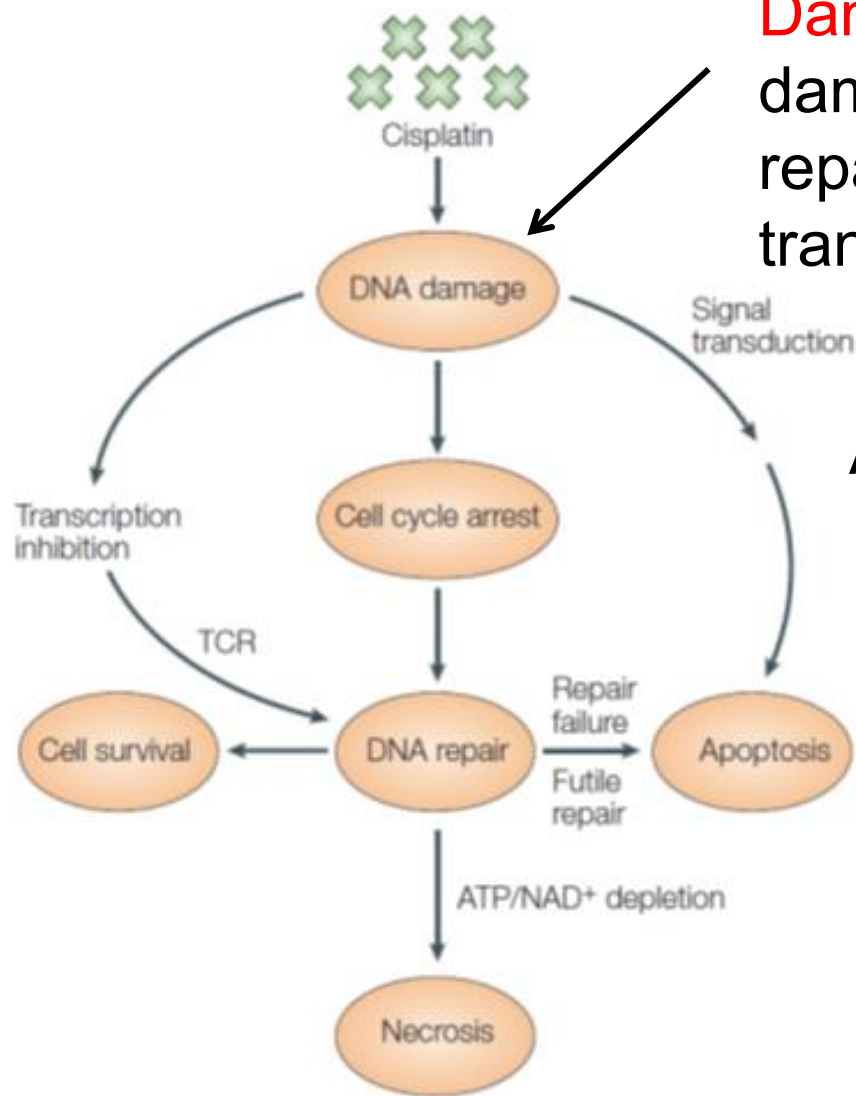 Cisplatin
DNA damage
Signal
transduction
Cell cycle arrest
Transcription
inhibition
TCR
Cell survival
DNA repair
Repair
failure
Futile
repair
Apoptosis
ATP/NAD+ depletion
Necrosis